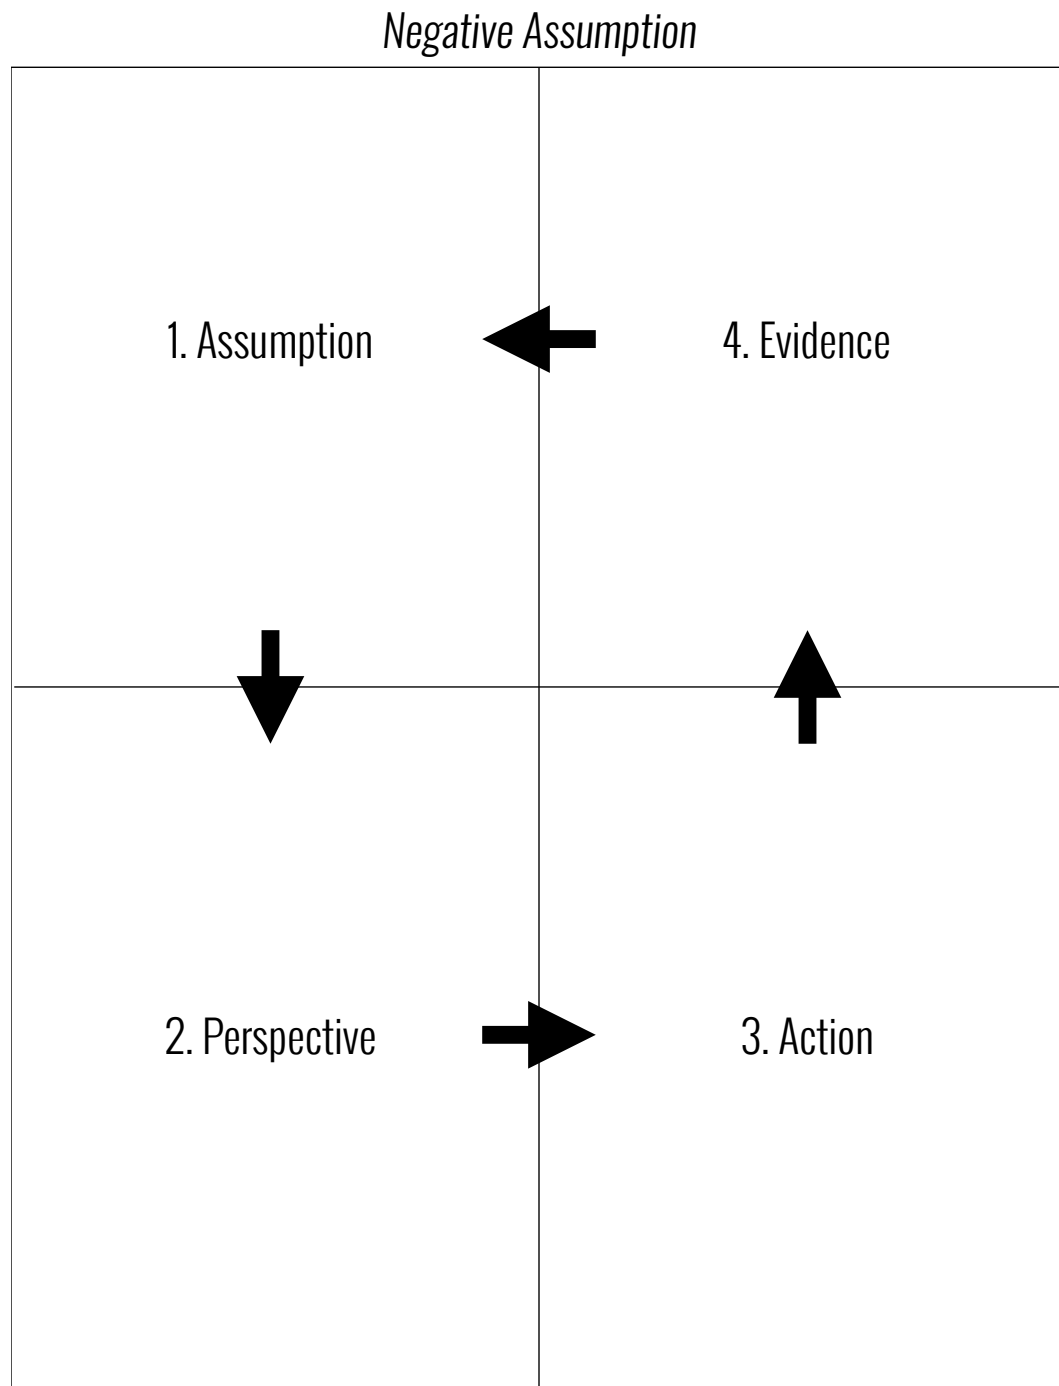 Negative Assumption
1. Assumption
4. Evidence
2. Perspective
3. Action